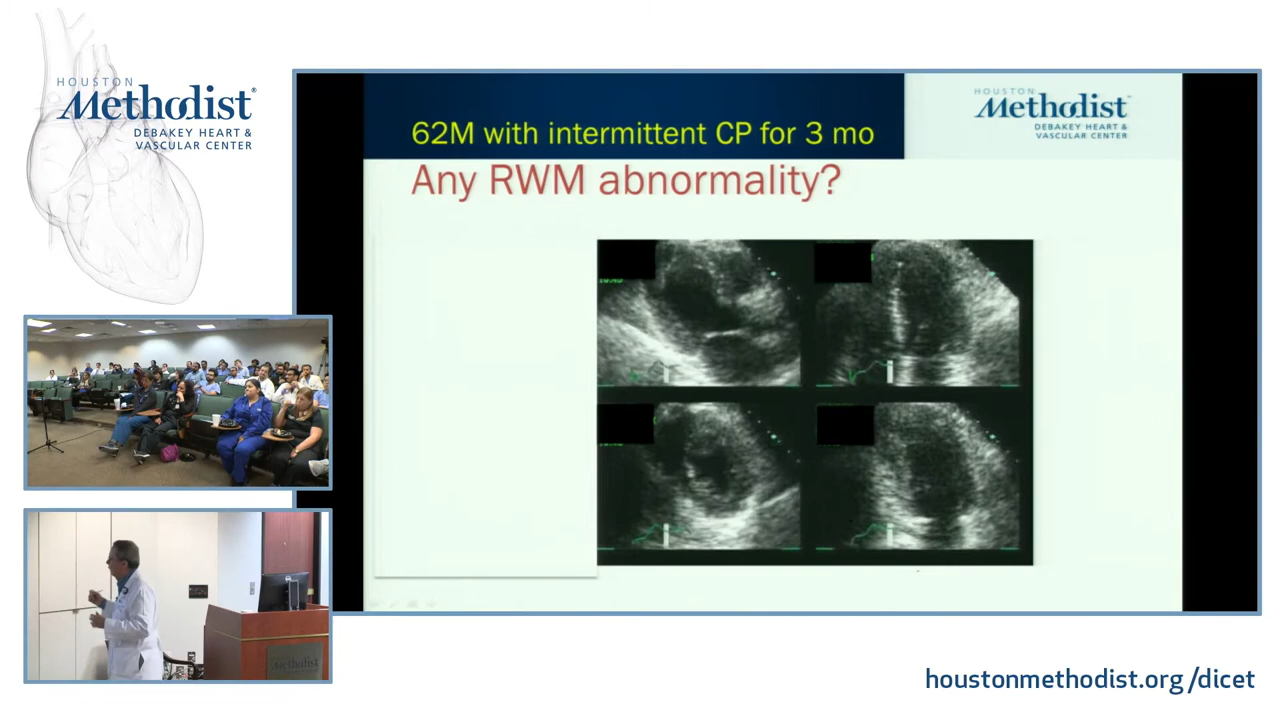 HOUSTON
Methodist®
DEBAKEY HEART &
VASCULAR CENTER
62M with intermittent CP for 3 mo
Any RWM abnormality?
HOUSTON
Methodist
DEBAKEY HEART &
VASCULAR CENTER
Methodist
houstonmethodist.org/dicet